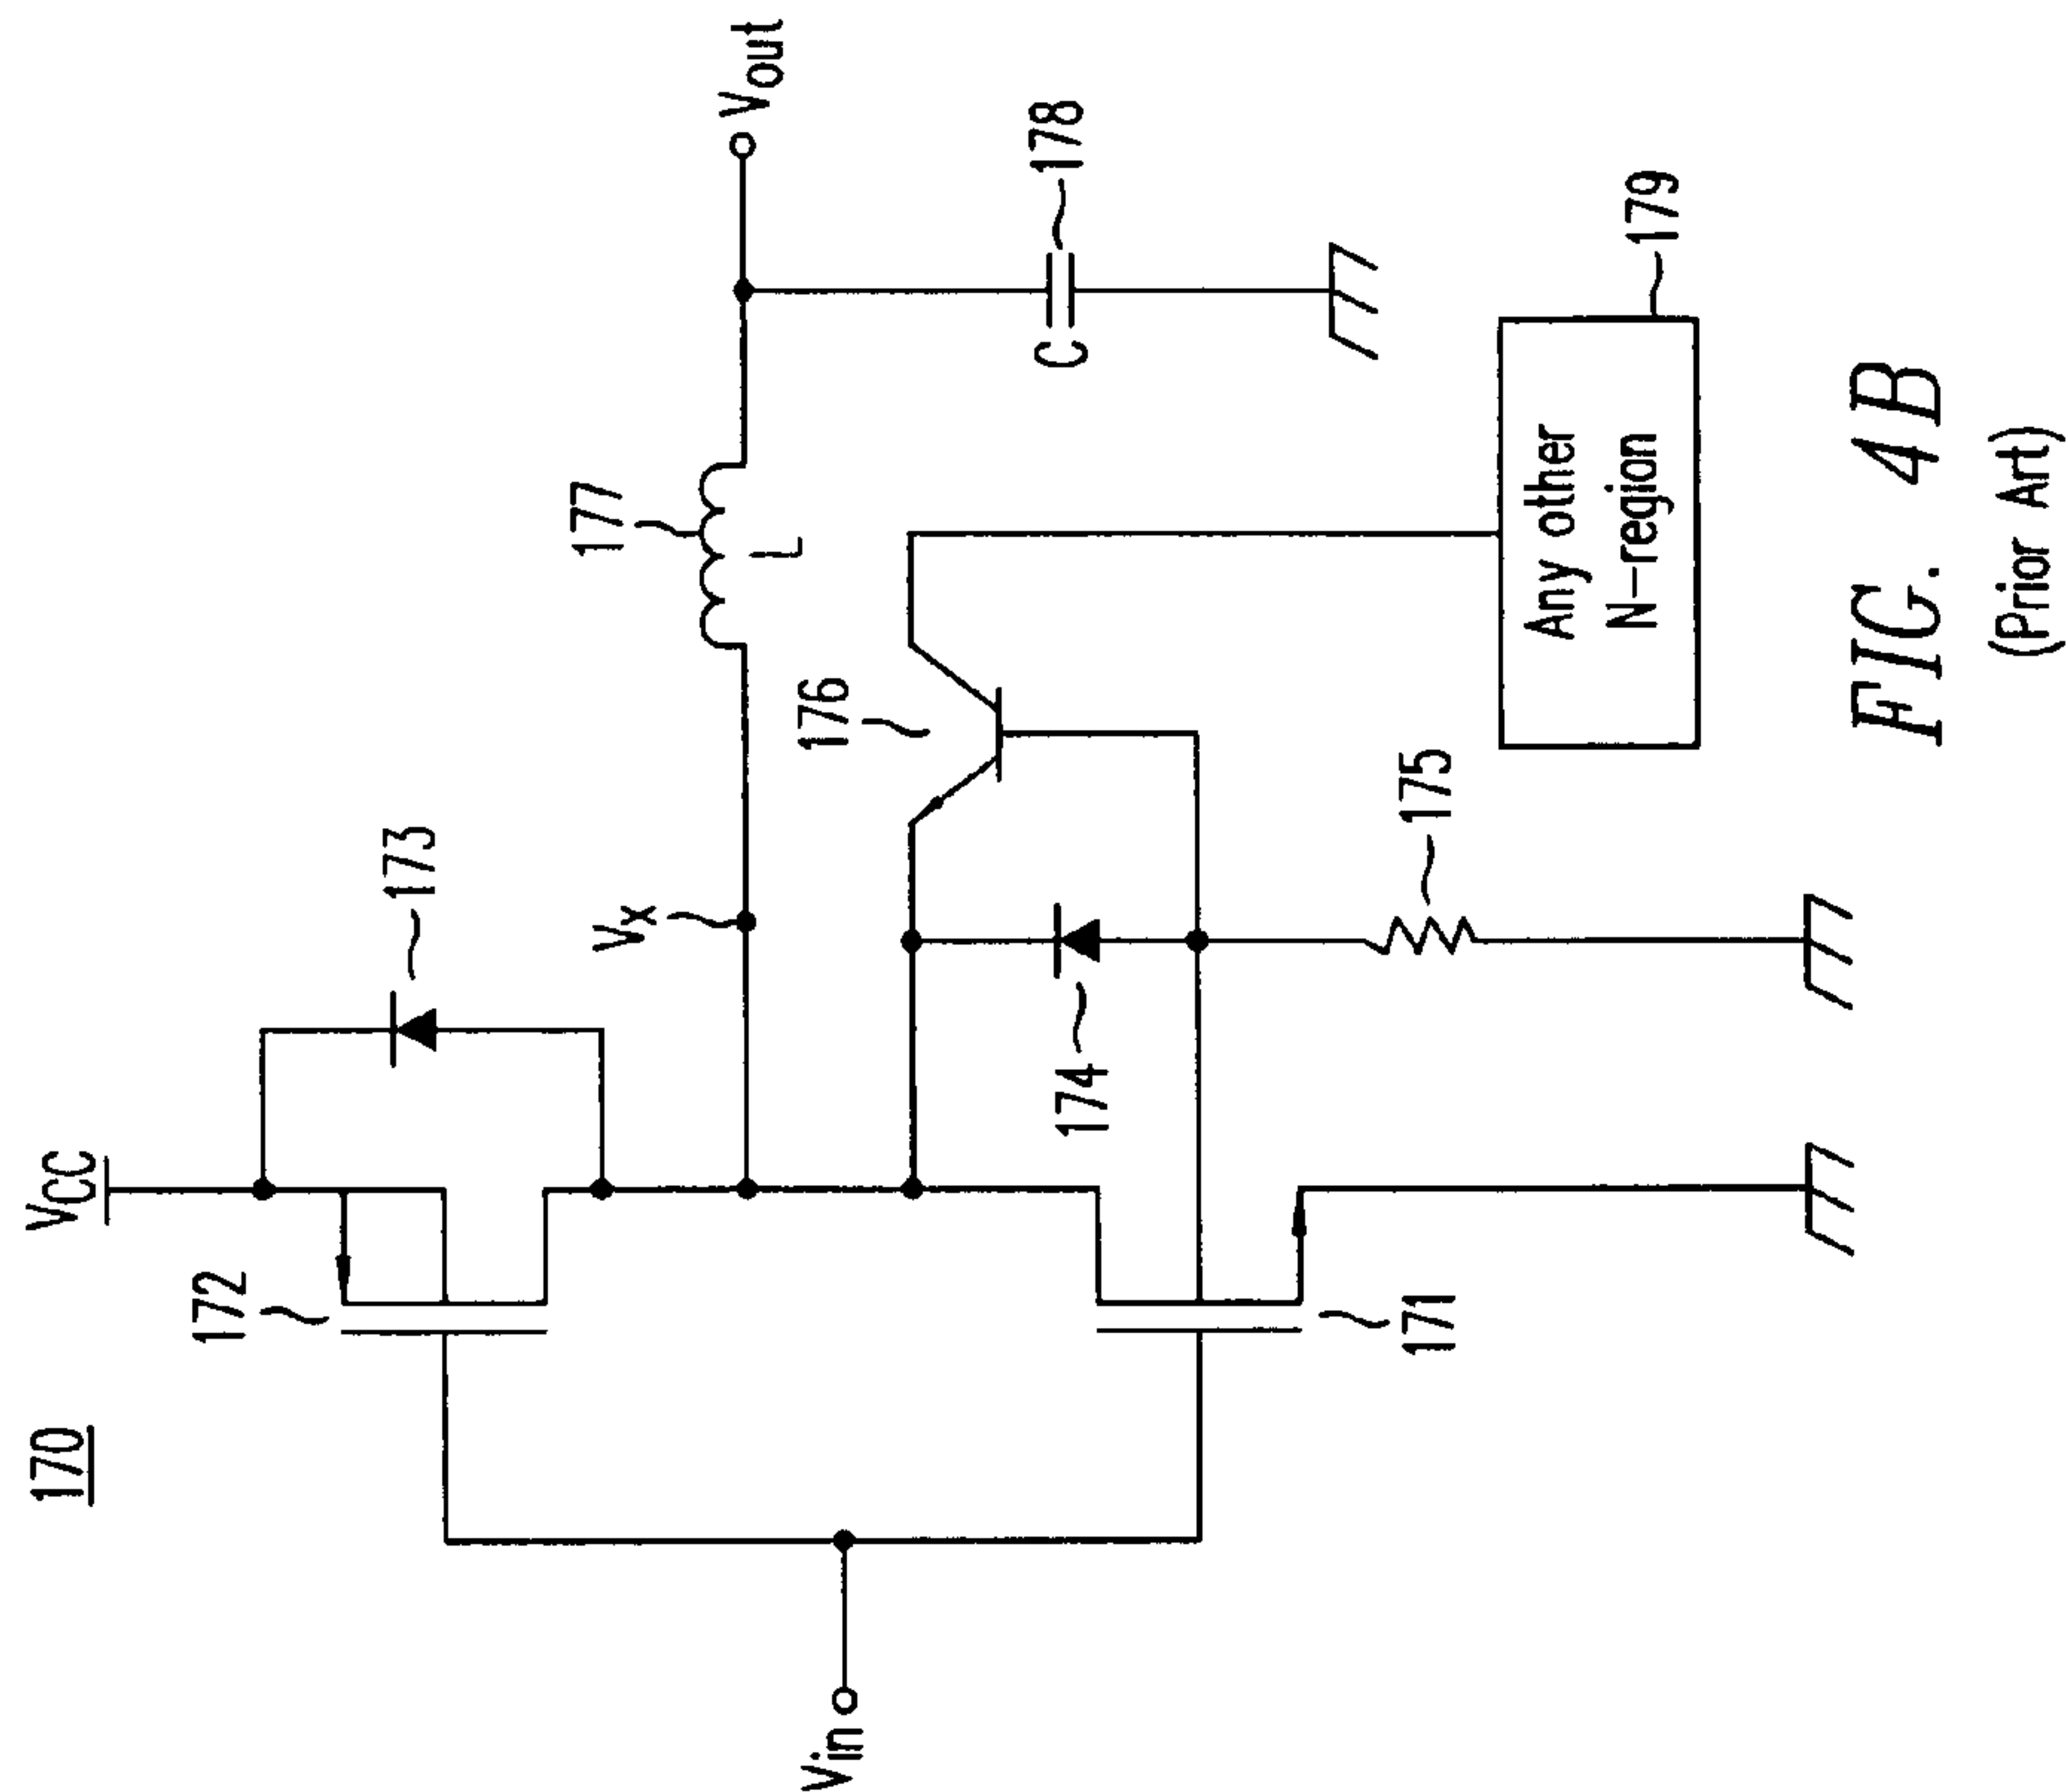 170
VCC
172
173
Vx
177
L
Vout
176
178
C
174
Vin
171
175
Any other
N-region
179
FIG. 4B
(Prior Art)